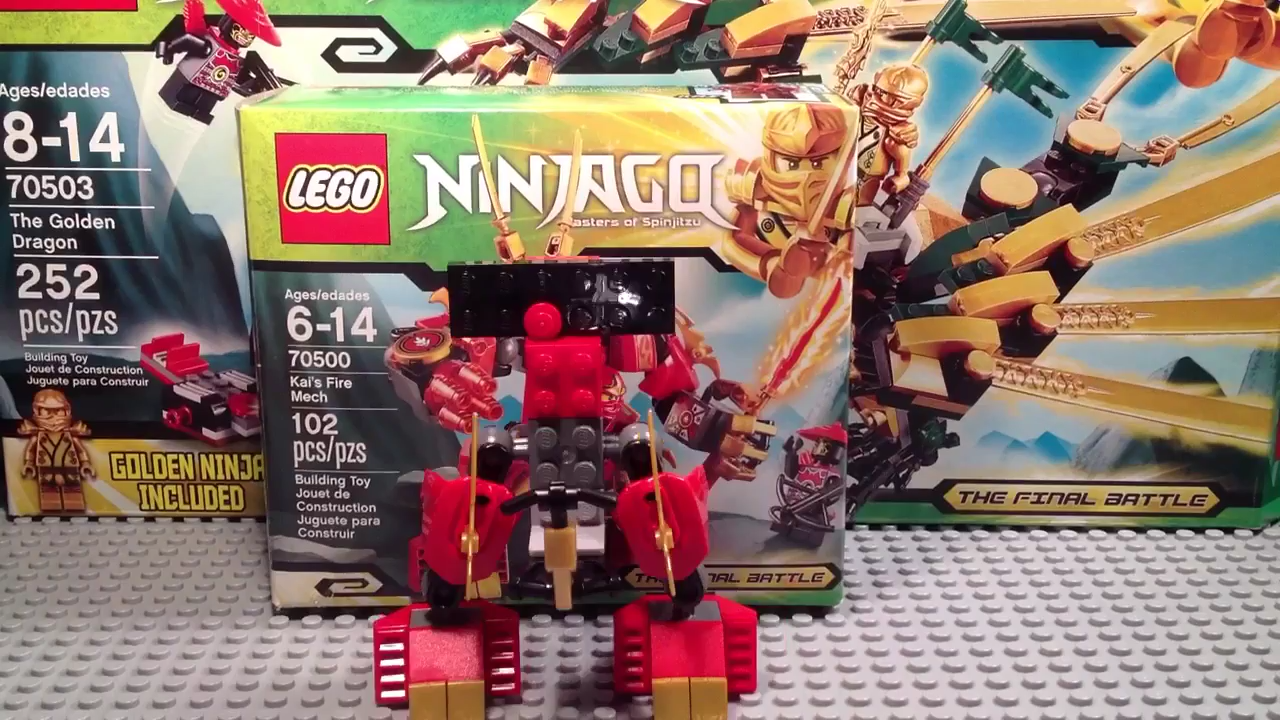 Ages/edades
8-14
70503
The Golden
Dragon
252
pcs/pzs
Building Toy
Jouet de Construction
Juguete para Construir
GOLDEN NINJA
INCLUDED
LEGO
NINJAGO
Masters of Spinjitzu
Ages/edades
6-14
70500
Kai's Fire
Mech
102
pcs/pzs
Building Toy
Jouet de
Construction
Juguete para
Construir
BATTLE
THE FINAL BATTLE